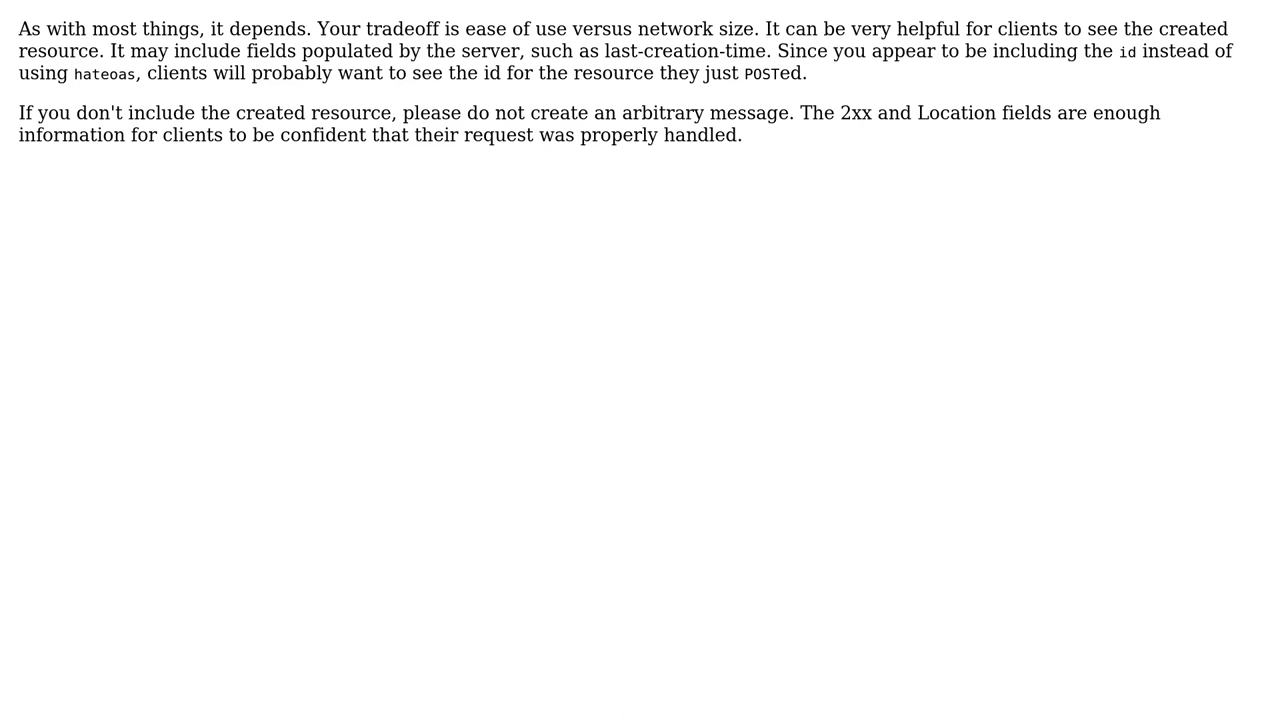 As with most things, it depends. Your tradeoff is ease of use versus network size. It can be very helpful for clients to see the created
resource. It may include fields populated by the server, such as last-creation-time. Since you appear to be including the id instead of
using hateoas, clients will probably want to see the id for the resource they just POSTed.
If you don't include the created resource, please do not create an arbitrary message. The 2xx and Location fields are enough
information for clients to be confident that their request was properly handled.